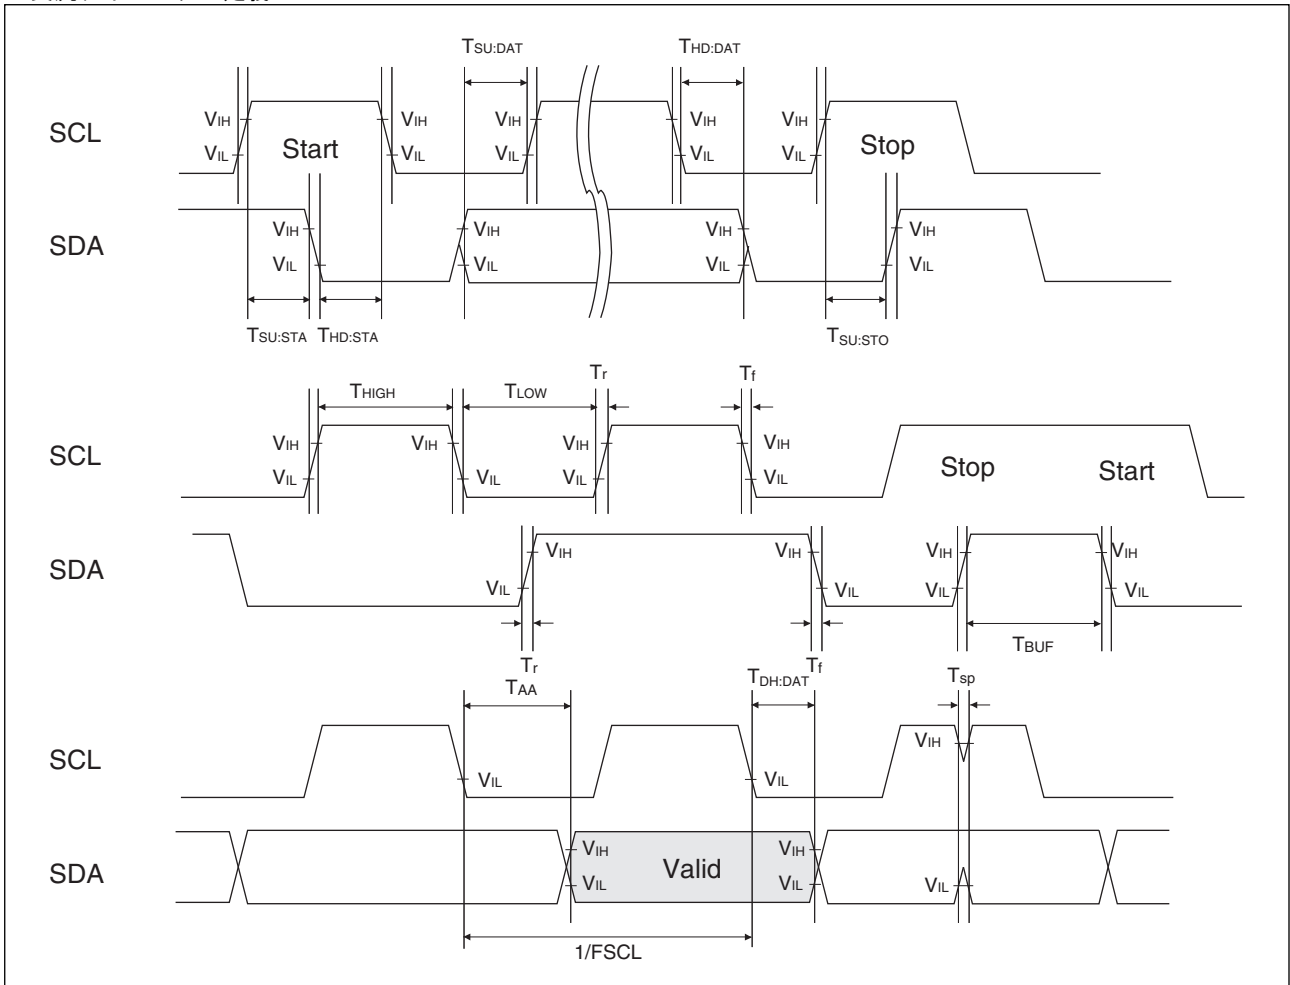 TSU:DAT THD:DAT
SCL VIH VIH VIH VIH VIH
Start Stop
VIL VIL VIL VIL VIL
SDA VIH VIH VIH VIH
VIL VIL VIL VIL
TSU:STA THD:STA TSU:STO
THIGH TLOW Tr Tf
SCL VIH VIH VIH VIH
VIL VIL VIL VIL
Stop Start
SDA VIH VIH VIH VIH
VIL VIL VIL VIL
Tr Tf TBUF
TAA TDH:DAT Tsp
SCL VIH
VIL VIL
SDA VIH Valid VIH
VIL VIL VIL
1/FSCL